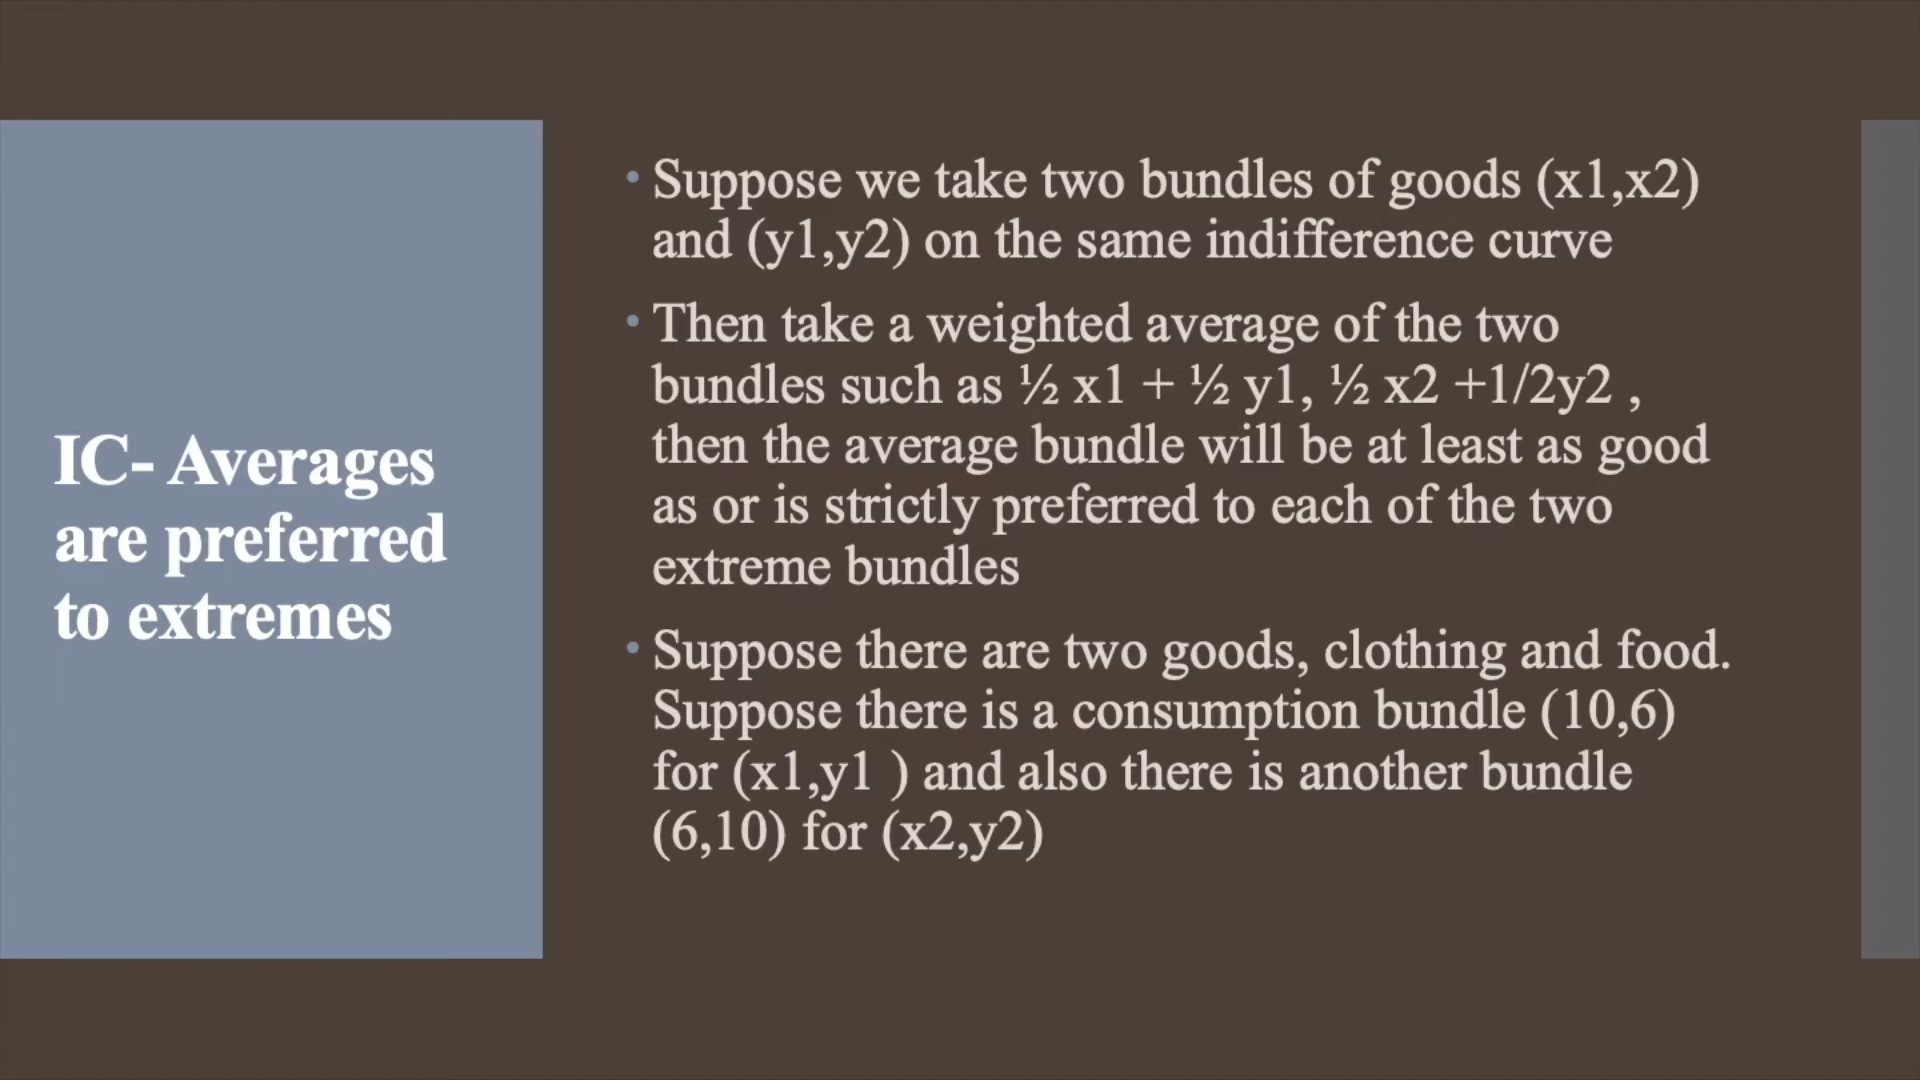 IC- Averages
are preferred
to extremes
• Suppose we take two bundles of goods (x1,x2)
and (y1,y2) on the same indifference curve
• Then take a weighted average of the two
bundles such as ½ x1 + ½ y1, ½ x2 +1/2y2 ,
then the average bundle will be at least as good
as or is strictly preferred to each of the two
extreme bundles
• Suppose there are two goods, clothing and food.
Suppose there is a consumption bundle (10,6)
for (x1,y1 ) and also there is another bundle
(6,10) for (x2,y2)